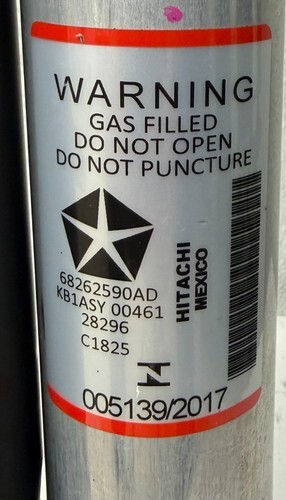 WARNING
GAS FILLED
DO NOT OPEN
DO NOT PUNCTURE
68262590AD
KB1ASY 00461
28296
C1825
HITACHI
MEXICO
005139/2017